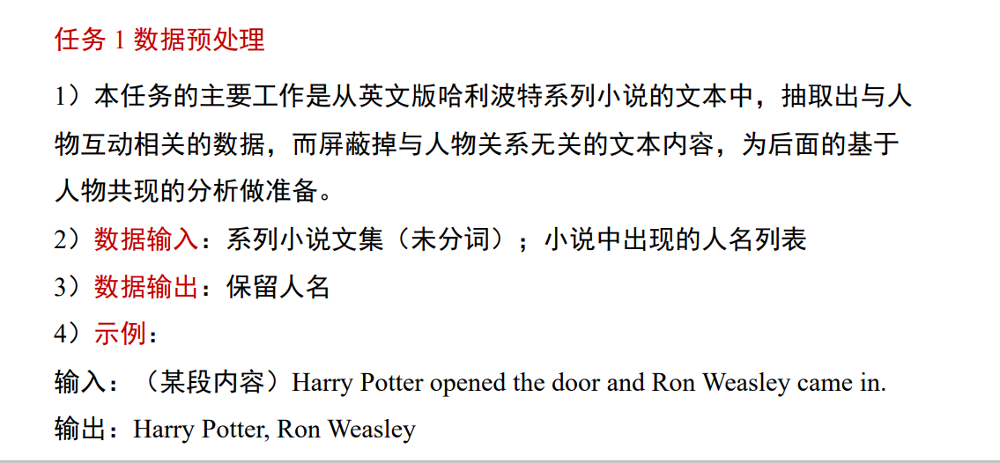 任务 1 数据预处理
1）本任务的主要工作是从英文版哈利波特系列小说的文本中，抽取出与人
物互动相关的数据，而屏蔽掉与人物关系无关的文本内容，为后面的基于
人物共现的分析做准备。
2）数据输入：系列小说文集（未分词）；小说中出现的人名列表
3）数据输出：保留人名
4）示例：
输入：（某段内容）Harry Potter opened the door and Ron Weasley came in.
输出：Harry Potter, Ron Weasley